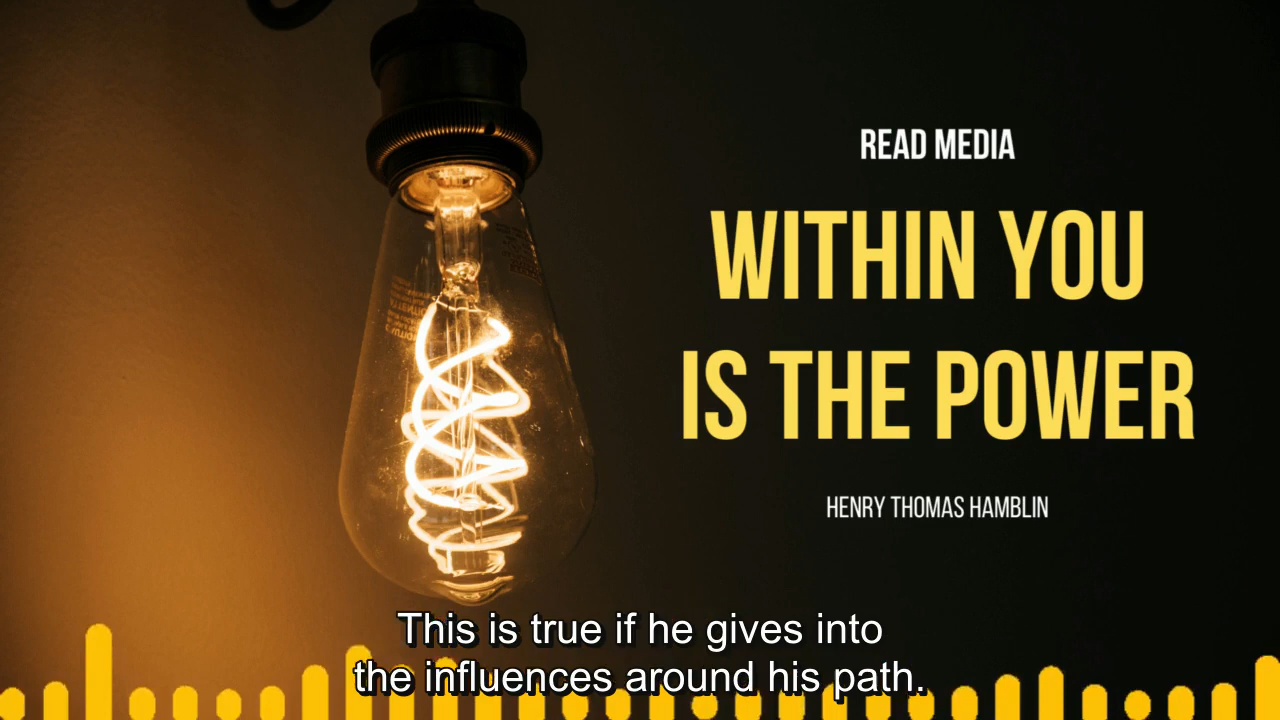 READ MEDIA
WITHIN YOU
IS THE POWER
HENRY THOMAS HAMBLIN
This is true if he gives into
the influences around his path.